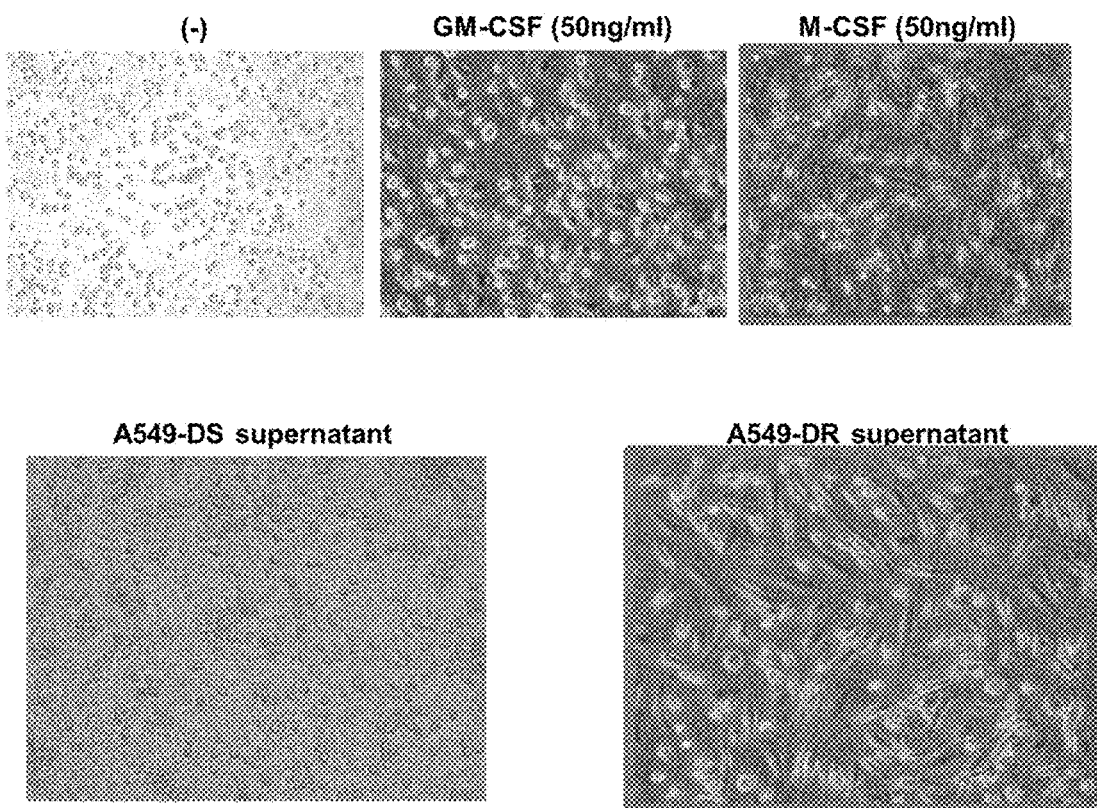 (-)
GM-CSF (50ng/ml)
M-CSF (50ng/ml)
A549-DS supernatant
A549-DR supernatant